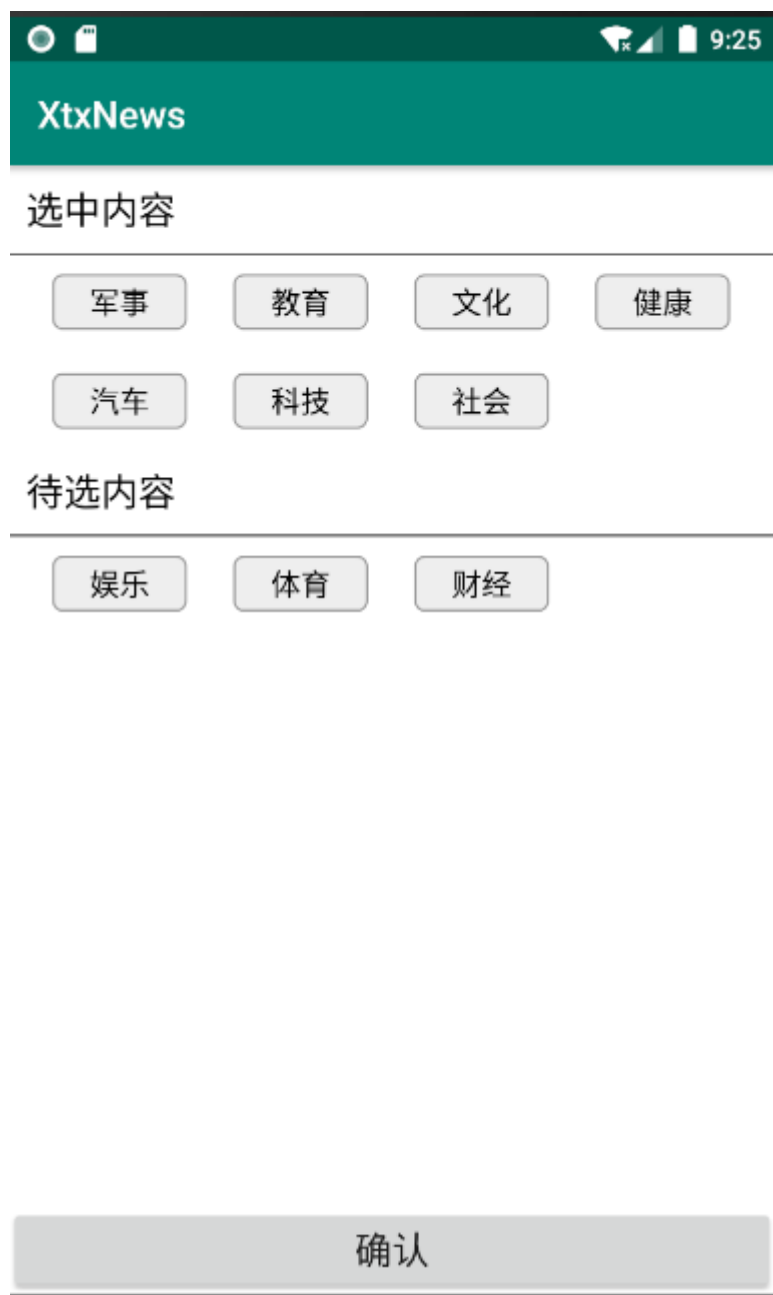 9:25
XtxNews
选中内容
军事 教育 文化 健康
汽车 科技 社会
待选内容
娱乐 体育 财经
确认